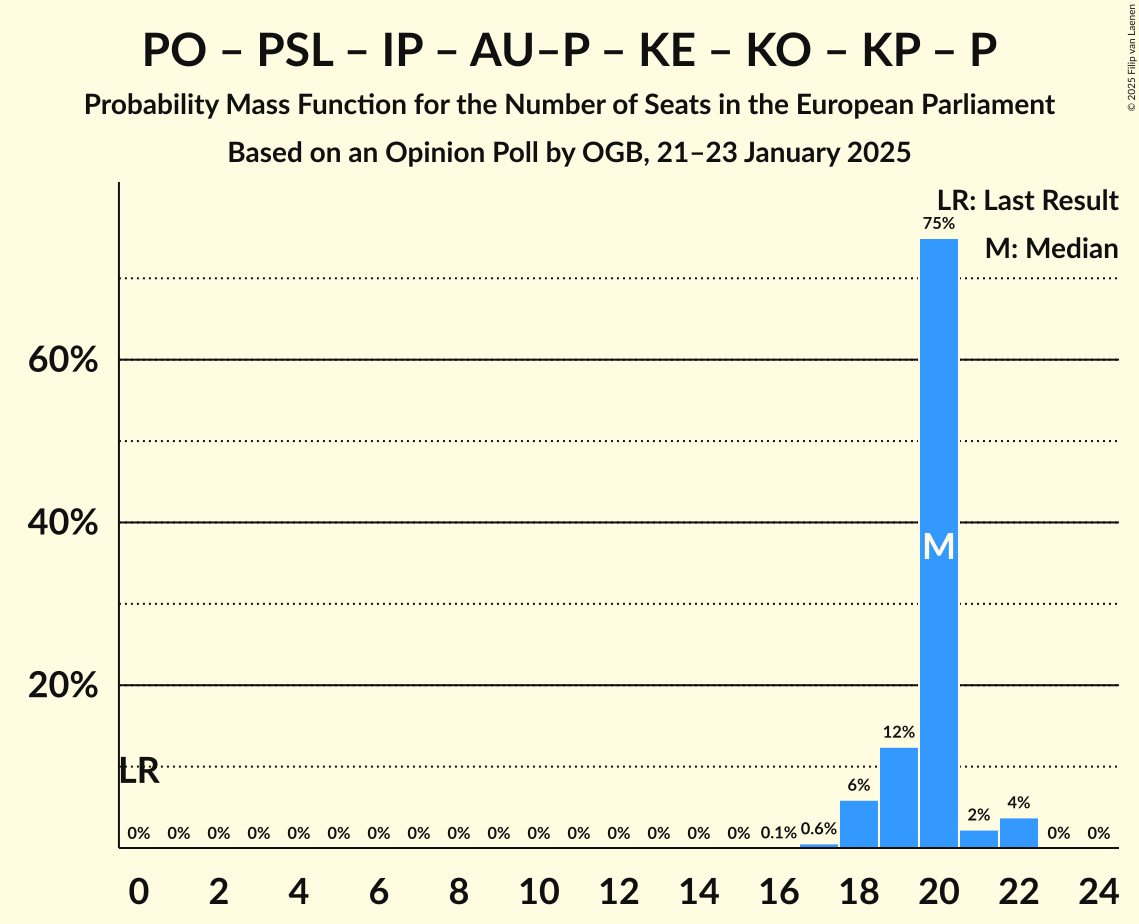 PO – PSL – IP – AU–P – KE – KO – KP – P
Probability Mass Function for the Number of Seats in the European Parliament
Based on an Opinion Poll by OGB, 21–23 January 2025
© 2025 Filip van Laenen
LR: Last Result
M: Median
60%
40%
20%
LR
M
0% 0% 0% 0% 0% 0% 0% 0% 0% 0% 0% 0% 0% 0% 0% 0% 0.1% 0.6% 6% 12% 75% 2% 4% 0% 0%
0 2 4 6 8 10 12 14 16 18 20 22 24